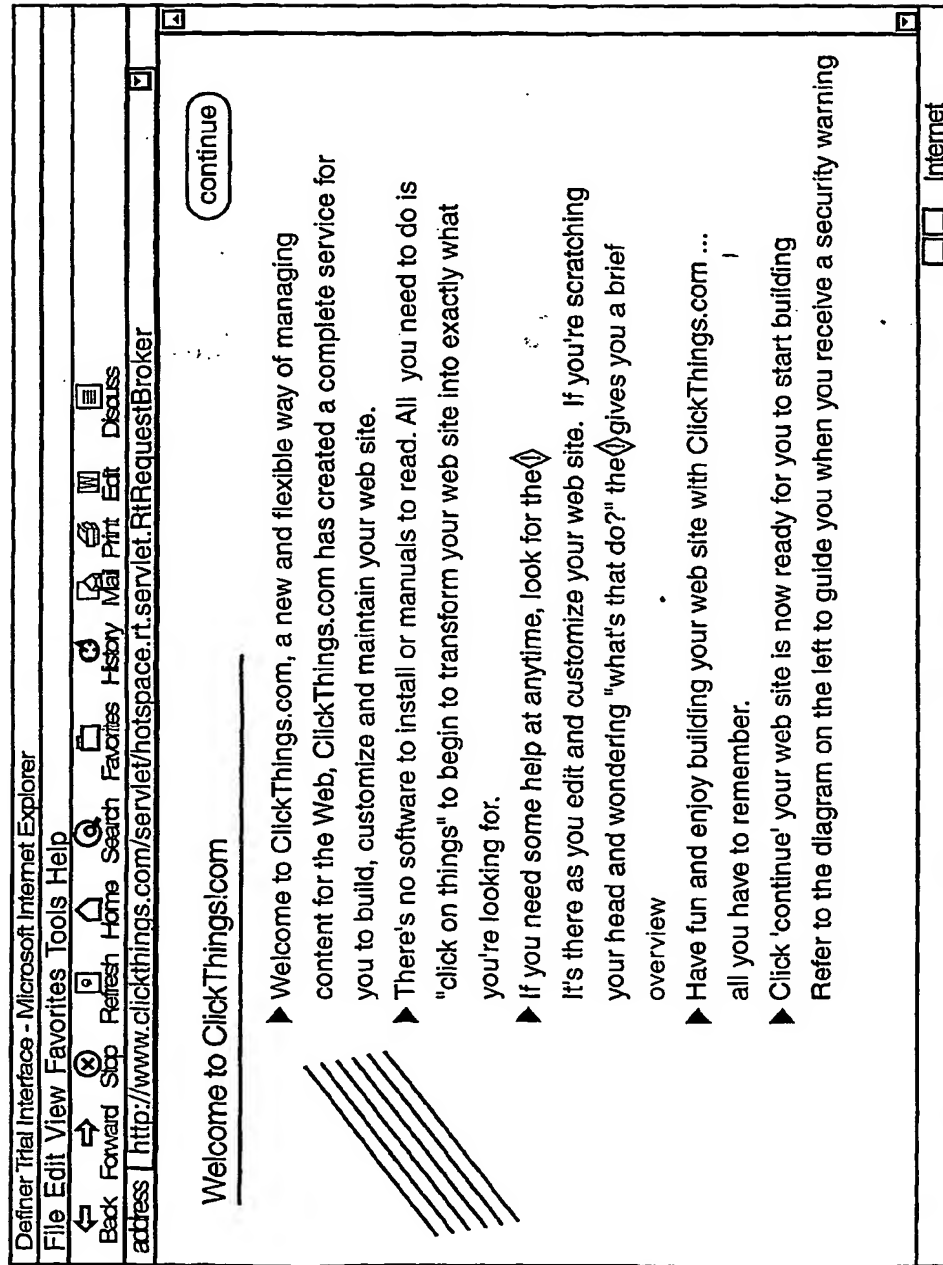 Definer Trial Interface - Microsoft Internet Explorer
File Edit View Favorites Tools Help
Back Forward Stop Refresh Home Search Favorites History Mail Print Edit Discuss
address http://www.clickthings.com/servlet/hotspace.rt.servlet.RtRequestBroker
continue
Welcome to ClickThings!com
Welcome to ClickThings.com, a new and flexible way of managing
content for the Web, ClickThings.com has created a complete service for
you to build, customize and maintain your web site.
There's no software to install or manuals to read. All you need to do is
"click on things" to begin to transform your web site into exactly what
you're looking for.
If you need some help at anytime, look for the
It's there as you edit and customize your web site. If you're scratching
your head and wondering "what's that do?" the gives you a brief
overview
Have fun and enjoy building your web site with ClickThings.com ...
all you have to remember.
Click 'continue' your web site is now ready for you to start building
Refer to the diagram on the left to guide you when you receive a security warning
Internet